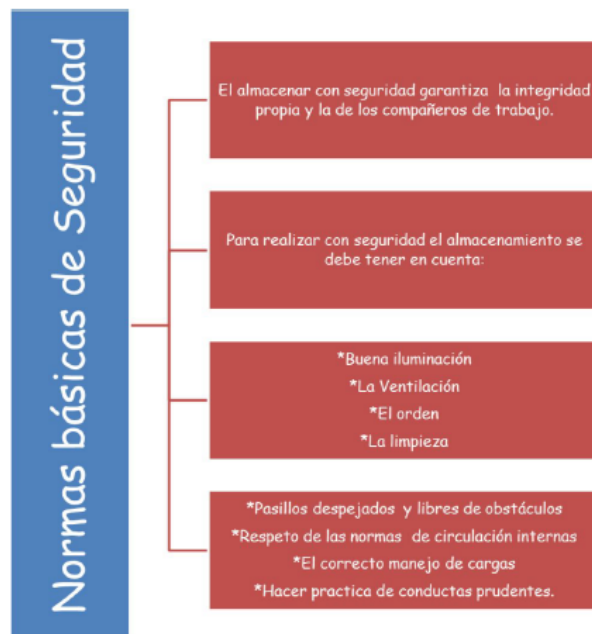 Normas básicas de Seguridad
El almacenar con seguridad garantiza la integridad
propia y la de los compañeros de trabajo.
Para realizar con seguridad el almacenamiento se
debe tener en cuenta:
*Buena iluminación
*La Ventilación
*El orden
*La limpieza
*Pasillos despejados y libres de obstáculos
*Respeto de las normas de circulación internas
*El correcto manejo de cargas
*Hacer practica de conductas prudentes.